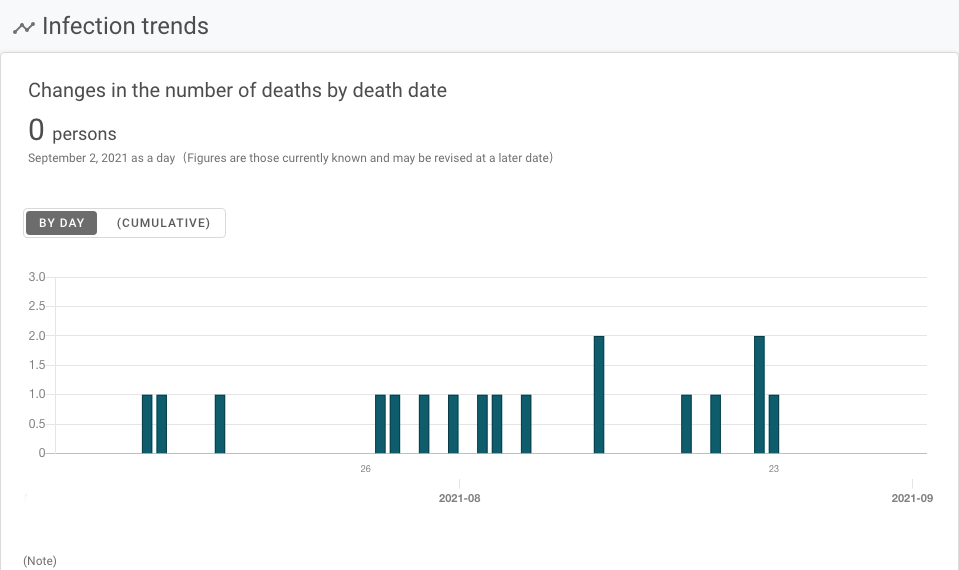 Infection trends
Changes in the number of deaths by death date
0 persons
September 2, 2021 as a day (Figures are those currently known and may be revised at a later date)
BY DAY (CUMULATIVE)
3.0
2.5
2.0
1.5
1.0
0.5
0
26 23
2021-08 2021-09
(Note)